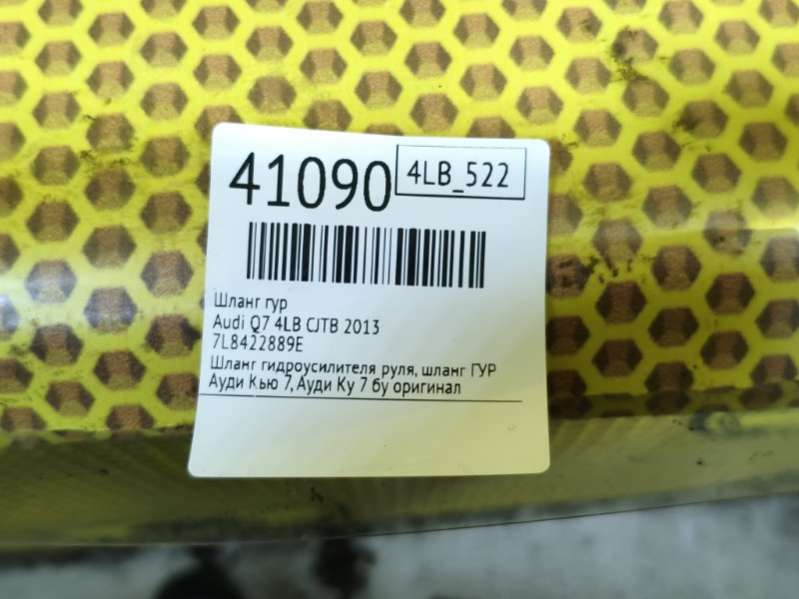 41090
4LB_522
Шланг гур
Audi Q7 4LB CJTB 2013
7L8422889E
Шланг гидроусилителя руля, шланг ГУР
Ауди Кью 7, Ауди Ку 7 бу оригинал